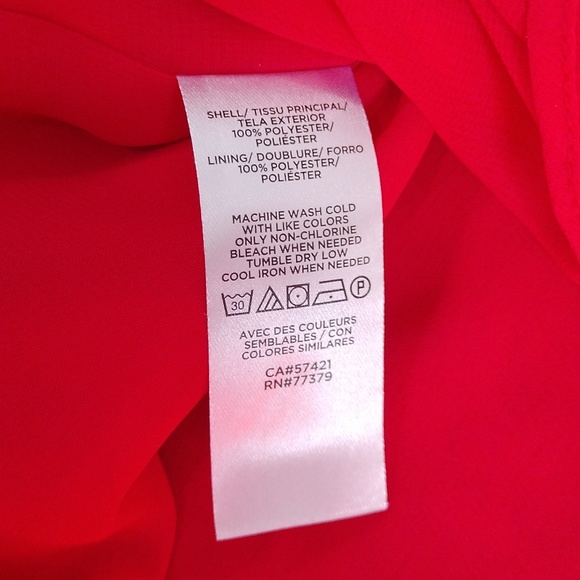 SHELL/ TISSU PRINCIPAL/
TELA EXTERIOR
100% POLYESTER/
POLIÉSTER
LINING/ DOUBLURE/ FORRO
100% POLYESTER/
POLIÉSTER
MACHINE WASH COLD
WITH LIKE COLORS
ONLY NON-CHLORINE
BLEACH WHEN NEEDED
TUMBLE DRY LOW
COOL IRON WHEN NEEDED
30 P
AVEC DES COULEURS
SEMBLABLES / CON
COLORES SIMILARES
CA#57421
RN#77379